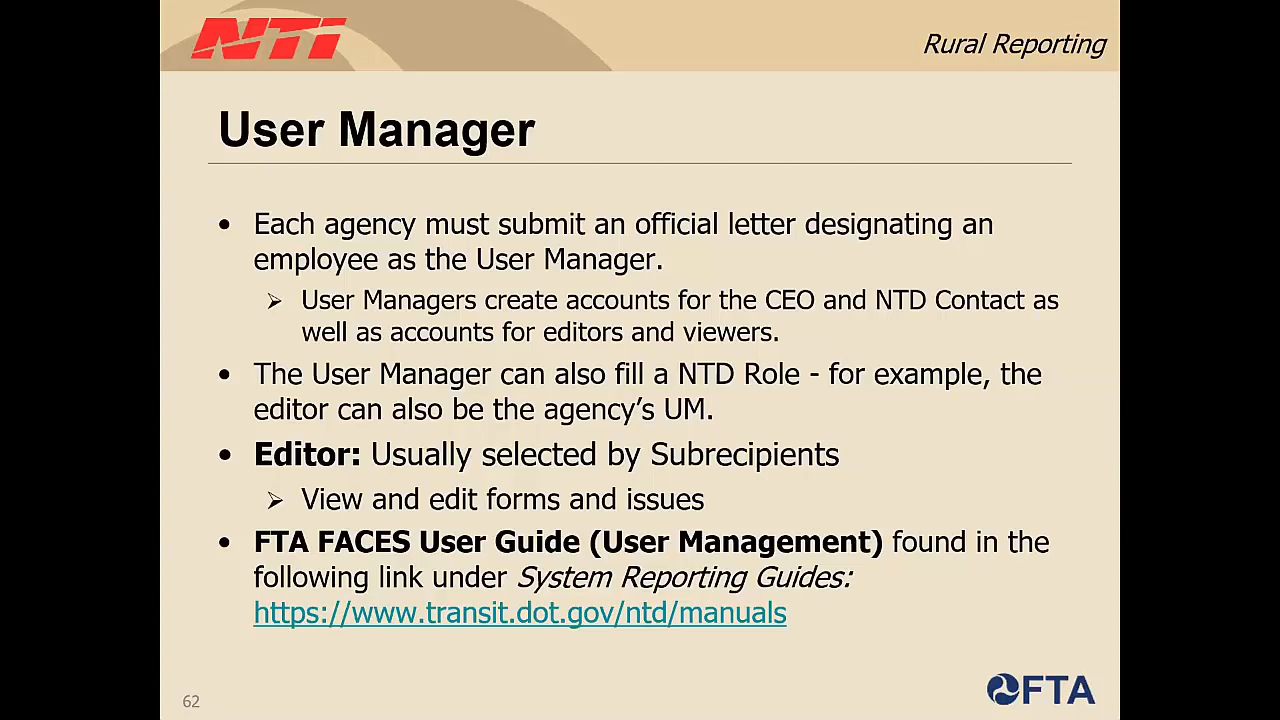 NTI
Rural Reporting
User Manager
• Each agency must submit an official letter designating an
employee as the User Manager.
➢ User Managers create accounts for the CEO and NTD Contact as
well as accounts for editors and viewers.
• The User Manager can also fill a NTD Role - for example, the
editor can also be the agency’s UM.
• Editor: Usually selected by Subrecipients
➢ View and edit forms and issues
• FTA FACES User Guide (User Management) found in the
following link under System Reporting Guides:
https://www.transit.dot.gov/ntd/manuals
62
FTA